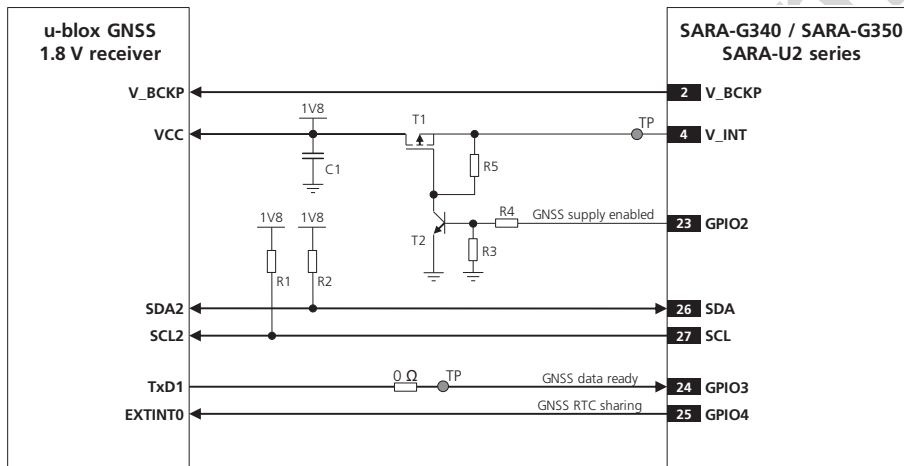 u-blox GNSS
1.8 V receiver
SARA-G340 / SARA-G350
SARA-U2 series
V_BCKP
2 V_BCKP
1V8
T1
TP
VCC
4 V_INT
C1
R5
1V8 1V8
R4
GNSS supply enabled
23 GPIO2
T2
R3
R1
R2
SDA2
26 SDA
SCL2
27 SCL
0 Ω
TP
GNSS data ready
TxD1
24 GPIO3
GNSS RTC sharing
EXTINT0
25 GPIO4